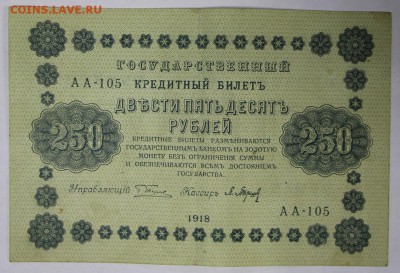 COINS.LAVE.RU
ГОСУДАРСТВЕННЫЙ
АА-105 КРЕДИТНЫЙ БИЛЕТЪ
ДВѢСТИ ПЯТЬДЕСЯТЪ
РУБЛЕЙ
250 250
КРЕДИТНЫЕ БИЛЕТЫ РАЗМѢНИВАЮТСЯ
ГОСУДАРСТВЕННЫМЪ БАНКОМЪ НА ЗОЛОТУЮ
МОНЕТУ БЕЗЪ ОГРАНИЧЕНІЯ СУММЫ
И ОБЕЗПЕЧИВАЮТСЯ ВСѢМЪ ДОСТОЯНІЕМЪ
ГОСУДАРСТВА.
Управляющій Кассиръ
1918
АА-105